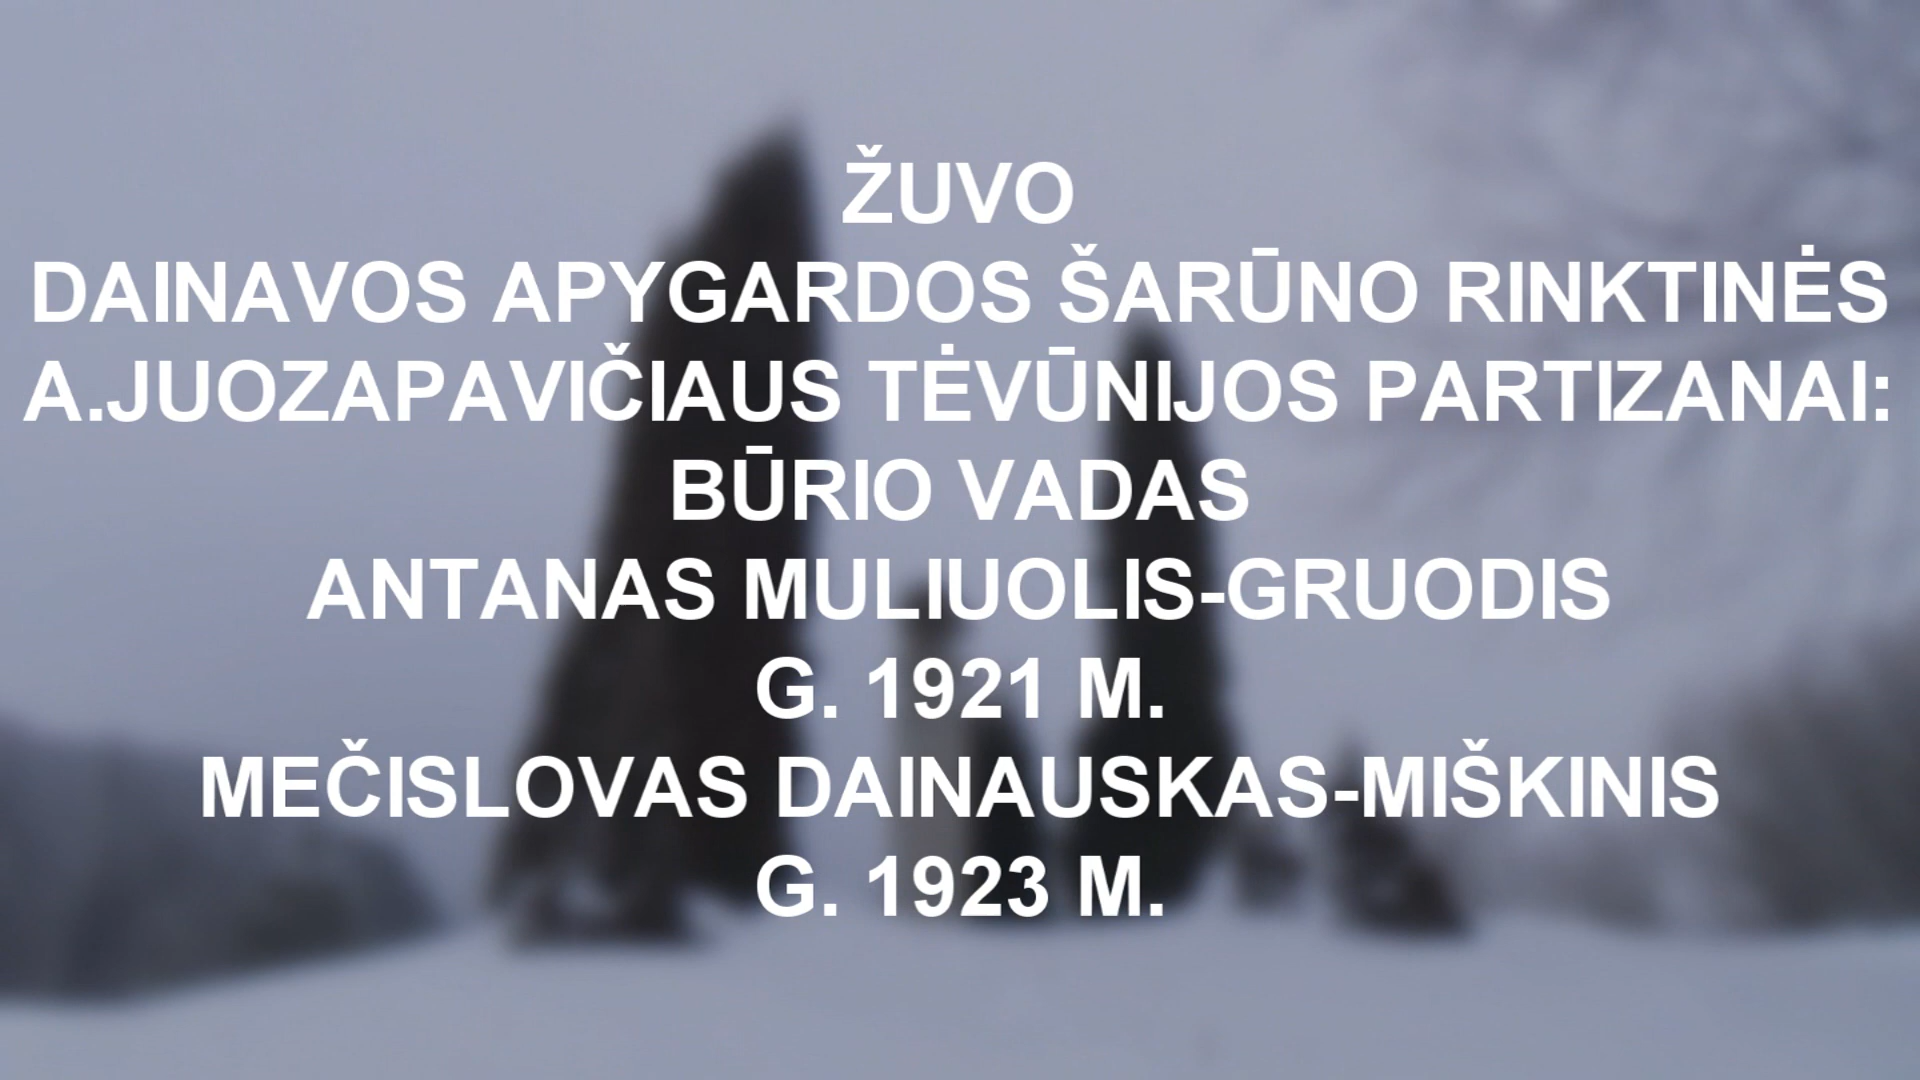 ŽUVO
DAINAVOS APYGARDOS ŠARŪNO RINKTINĖS
A.JUOZAPAVIČIAUS TĖVŪNIJOS PARTIZANAI:
BŪRIO VADAS
ANTANAS MULIUOLIS-GRUODIS
G. 1921 M.
MEČISLOVAS DAINAUSKAS-MIŠKINIS
G. 1923 M.